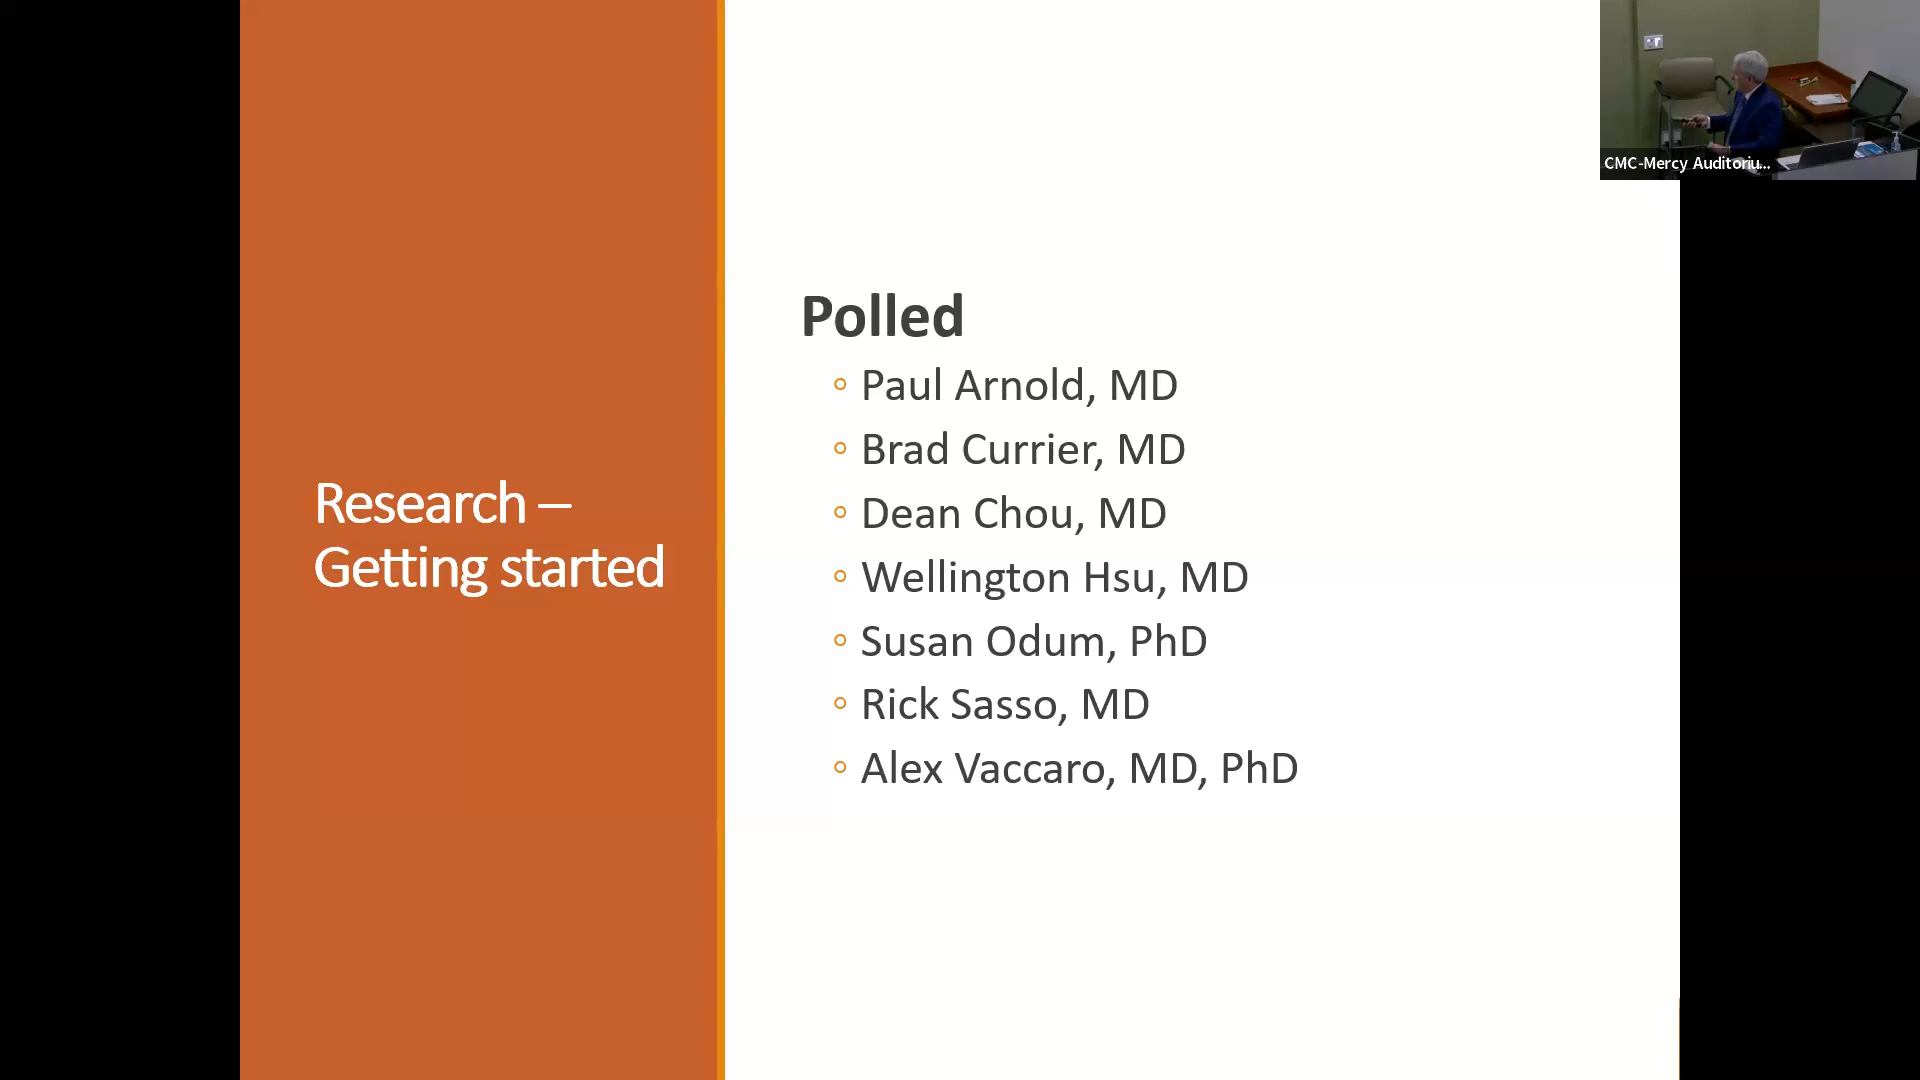 Research –
Getting started
Polled
◦ Paul Arnold, MD
◦ Brad Currier, MD
◦ Dean Chou, MD
◦ Wellington Hsu, MD
◦ Susan Odum, PhD
◦ Rick Sasso, MD
◦ Alex Vaccaro, MD, PhD
CMC-Mercy Auditoriu...